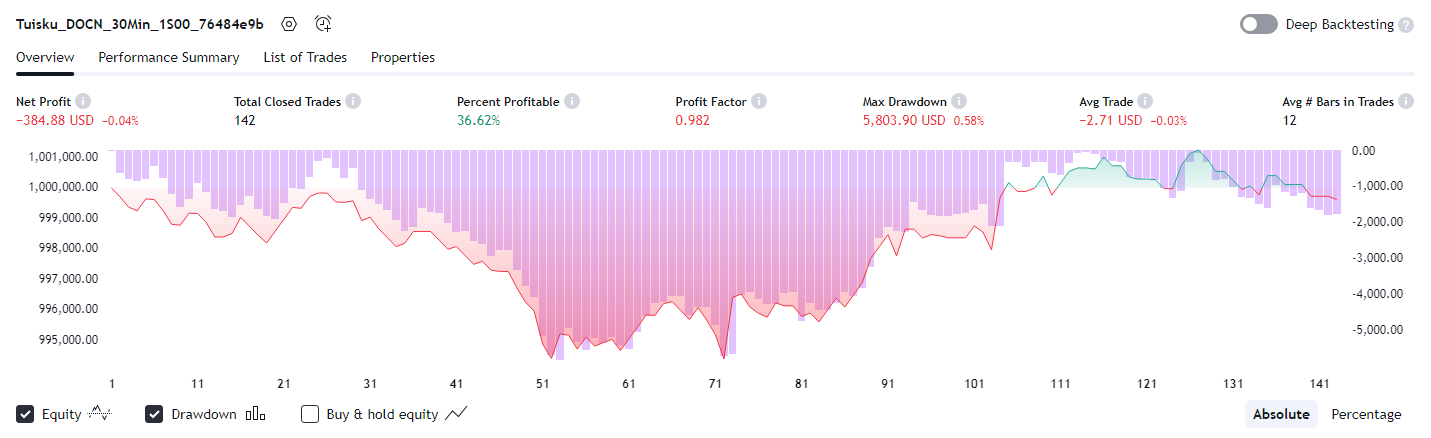 Tuisku_DOCN_30Min_1S00_76484e9b Deep Backtesting ?
Overview Performance Summary List of Trades Properties
Net Profit i Total Closed Trades i Percent Profitable i Profit Factor i Max Drawdown i Avg Trade i Avg # Bars in Trades i
−384.88 USD −0.04% 142 36.62% 0.982 5,803.90 USD 0.58% −2.71 USD −0.03% 12
1,001,000.00 0.00
1,000,000.00 −1,000.00
999,000.00 −2,000.00
998,000.00 −3,000.00
997,000.00 −4,000.00
996,000.00 −5,000.00
995,000.00
1 11 21 31 41 51 61 71 81 91 101 111 121 131 141
Equity Drawdown Buy & hold equity Absolute Percentage